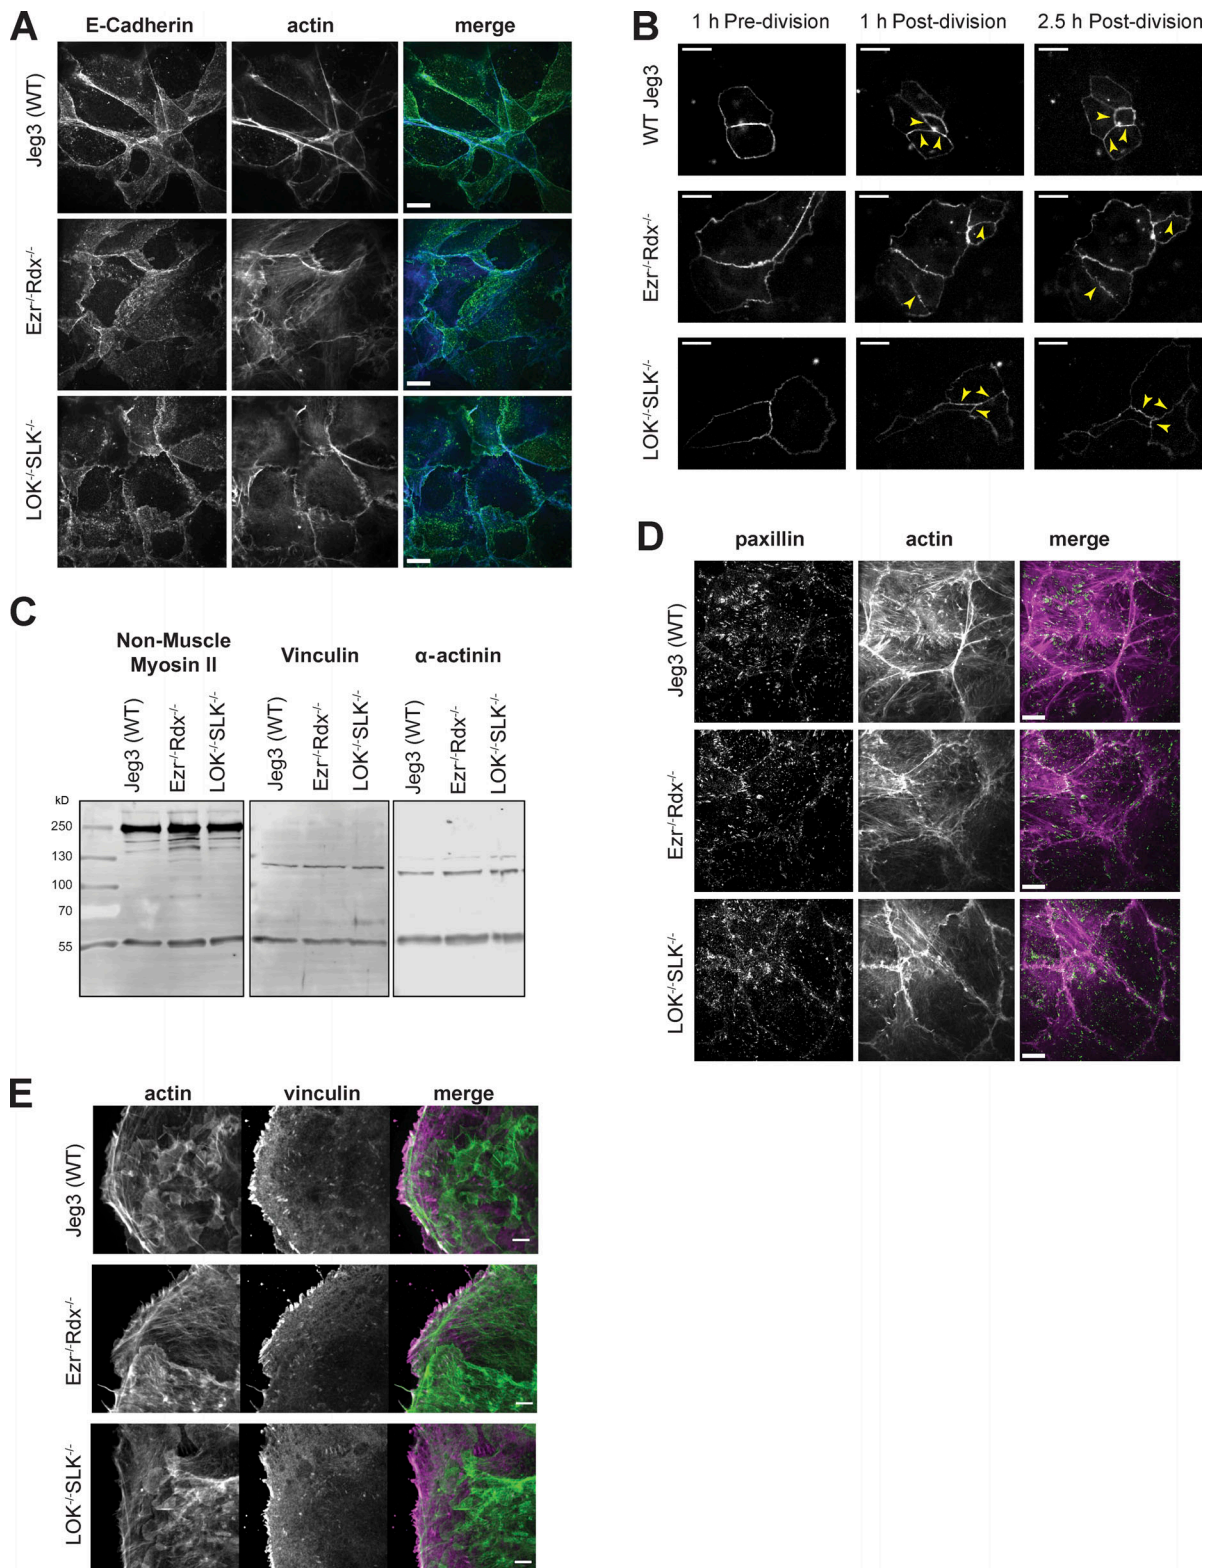 A
E-Cadherin actin merge
Jeg3 (WT)
Ezr-/-Rdx-/-
LOK-/-SLK-/-
B
1 h Pre-division 1 h Post-division 2.5 h Post-division
WT Jeg3
Ezr-/-Rdx-/-
LOK-/-SLK-/-
C
Non-Muscle
Myosin II
Vinculin
α-actinin
Jeg3 (WT)
Ezr-/-Rdx-/-
LOK-/-SLK-/-
Jeg3 (WT)
Ezr-/-Rdx-/-
LOK-/-SLK-/-
Jeg3 (WT)
Ezr-/-Rdx-/-
LOK-/-SLK-/-
kD
250
130
100
70
55
D
paxillin actin merge
Jeg3 (WT)
Ezr-/-Rdx-/-
LOK-/-SLK-/-
E
actin vinculin merge
Jeg3 (WT)
Ezr-/-Rdx-/-
LOK-/-SLK-/-